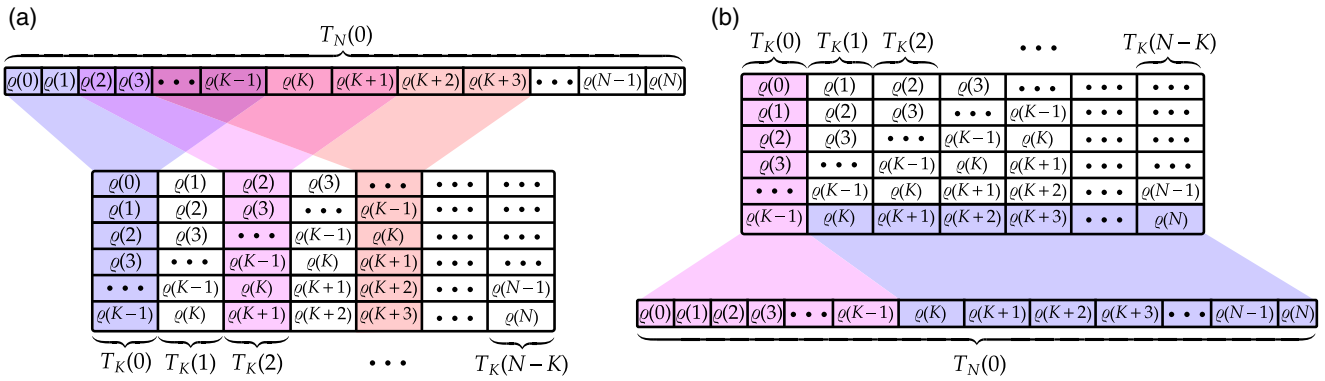 (a)
T_N(0)
ϱ(0) ϱ(1) ϱ(2) ϱ(3) • • • ϱ(K−1) ϱ(K) ϱ(K+1) ϱ(K+2) ϱ(K+3) • • • ϱ(N−1) ϱ(N)
ϱ(0) ϱ(1) ϱ(2) ϱ(3) • • • • • • • • •
ϱ(1) ϱ(2) ϱ(3) • • • ϱ(K−1) • • • • • •
ϱ(2) ϱ(3) • • • ϱ(K−1) ϱ(K) • • • • • •
ϱ(3) • • • ϱ(K−1) ϱ(K) ϱ(K+1) • • • • • •
• • • ϱ(K−1) ϱ(K) ϱ(K+1) ϱ(K+2) • • • ϱ(N−1)
ϱ(K−1) ϱ(K) ϱ(K+1) ϱ(K+2) ϱ(K+3) • • • ϱ(N)
T_K(0) T_K(1) T_K(2) • • • T_K(N−K)
(b)
T_K(0) T_K(1) T_K(2) • • • T_K(N−K)
ϱ(0) ϱ(1) ϱ(2) ϱ(3) • • • • • • • • •
ϱ(1) ϱ(2) ϱ(3) • • • ϱ(K−1) • • • • • •
ϱ(2) ϱ(3) • • • ϱ(K−1) ϱ(K) • • • • • •
ϱ(3) • • • ϱ(K−1) ϱ(K) ϱ(K+1) • • • • • •
• • • ϱ(K−1) ϱ(K) ϱ(K+1) ϱ(K+2) • • • ϱ(N−1)
ϱ(K−1) ϱ(K) ϱ(K+1) ϱ(K+2) ϱ(K+3) • • • ϱ(N)
ϱ(0) ϱ(1) ϱ(2) ϱ(3) • • • ϱ(K−1) ϱ(K) ϱ(K+1) ϱ(K+2) ϱ(K+3) • • • ϱ(N−1) ϱ(N)
T_N(0)